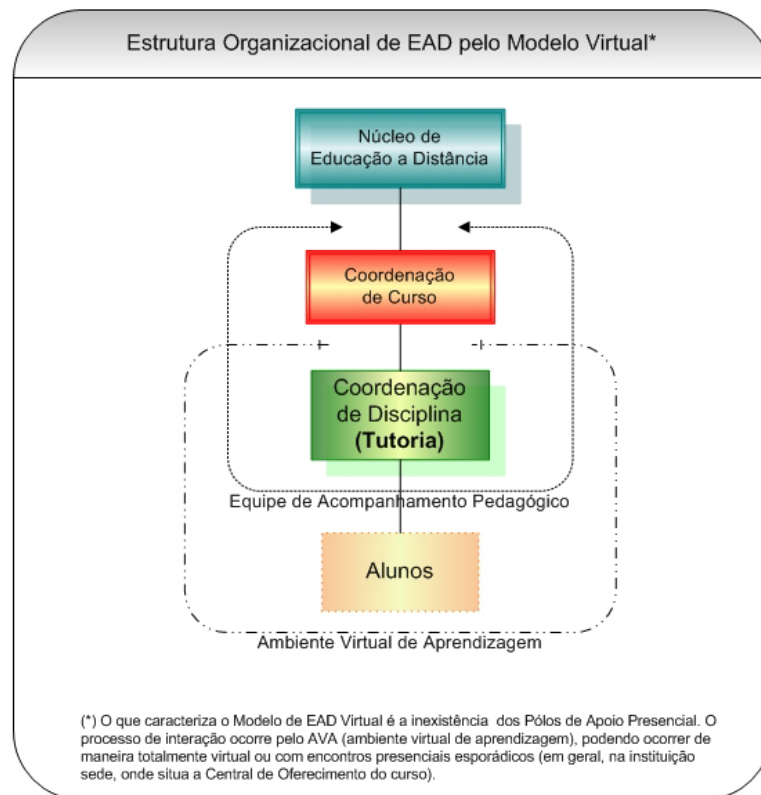 Estrutura Organizacional de EAD pelo Modelo Virtual*
Núcleo de
Educação a Distância
Coordenação
de Curso
Coordenação
de Disciplina
(Tutoria)
Equipe de Acompanhamento Pedagógico
Alunos
Ambiente Virtual de Aprendizagem
(*) O que caracteriza o Modelo de EAD Virtual é a inexistência dos Pólos de Apoio Presencial. O
processo de interação ocorre pelo AVA (ambiente virtual de aprendizagem), podendo ocorrer de
maneira totalmente virtual ou com encontros presenciais esporádicos (em geral, na instituição
sede, onde situa a Central de Oferecimento do curso).